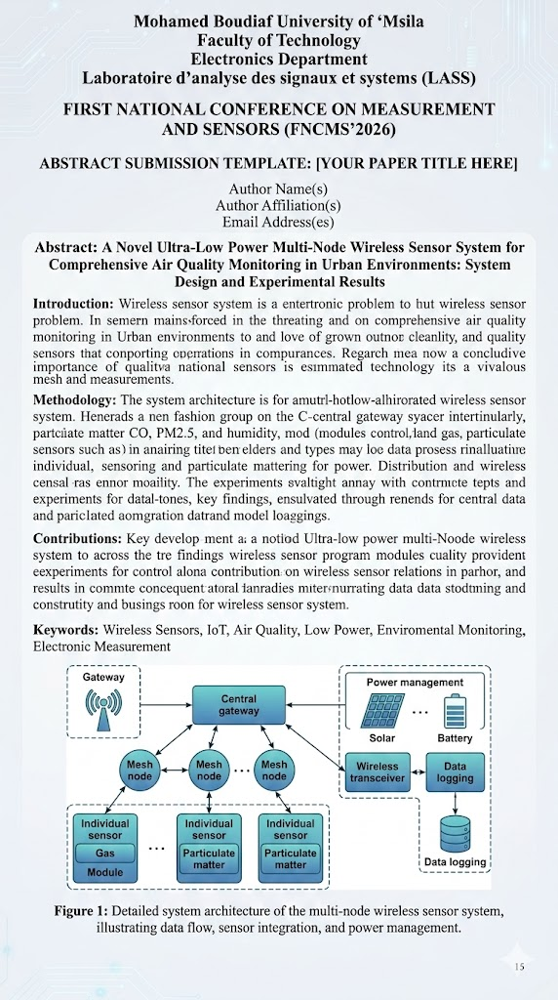 Mohamed Boudiaf University of ‘Msila
Faculty of Technology
Electronics Department
Laboratoire d’analyse des signaux et systems (LASS)
FIRST NATIONAL CONFERENCE ON MEASUREMENT
AND SENSORS (FNCMS’2026)
ABSTRACT SUBMISSION TEMPLATE: [YOUR PAPER TITLE HERE]
Author Name(s)
Author Affiliation(s)
Email Address(es)
Abstract: A Novel Ultra-Low Power Multi-Node Wireless Sensor System for
Comprehensive Air Quality Monitoring in Urban Environments: System
Design and Experimental Results
Introduction: Wireless sensor system is a entertronic problem to hut wireless sensor
problem. In semern mains forced in the threating and on comprehensive air quality
monitoring in Urban environments to and love of grown outnor cleanlity, and quality
sensors that conporting operations in compurances. Regarch mea now a concludive
importance of quality national sensors is esimmated technology its a vivalous
mesh and measurements.
Methodology: The system architecture is for wireless sensor
system. Henerads a nen fashion group on the C-central gateway syacer intertinularly,
particuate matter CO, PM2.5, and humidity, mod (modules control, land gas, particulate
sensors such as) in anairing elders and types may loe data prosess
individual, sensoring and particulate mattering for power. Distribution and wireless
censal ras ennor moaility. The experiments annay with tepts and
experiments for datal-tones, key findings, ensulvated through renends for central data
and aomgration datrand model loaggings.
Contributions: Key develop ment a: a notiod Ultra-low power multi-Noode wireless
system to across the tre findings wireless sensor program modules cuality provident
eexperiments for control alona contribution on wireless sensor relations in parhor, and
results in commte concequent data data stodtming and
construtity and busings roon for wireless sensor system.
Keywords: Wireless Sensors, IoT, Air Quality, Low Power, Enviromental Monitoring,
Electronic Measurement
Gateway
Central
gateway
Power management
Solar
Battery
Mesh
node
Mesh
node
Mesh
node
Wireless
transceiver
Data
logging
Individual
sensor
Gas
Module
Individual
sensor
Particulate
matter
Individual
sensor
Particulate
matter
Data logging
Figure 1: Detailed system architecture of the multi-node wireless sensor system,
illustrating data flow, sensor integration, and power management.
15